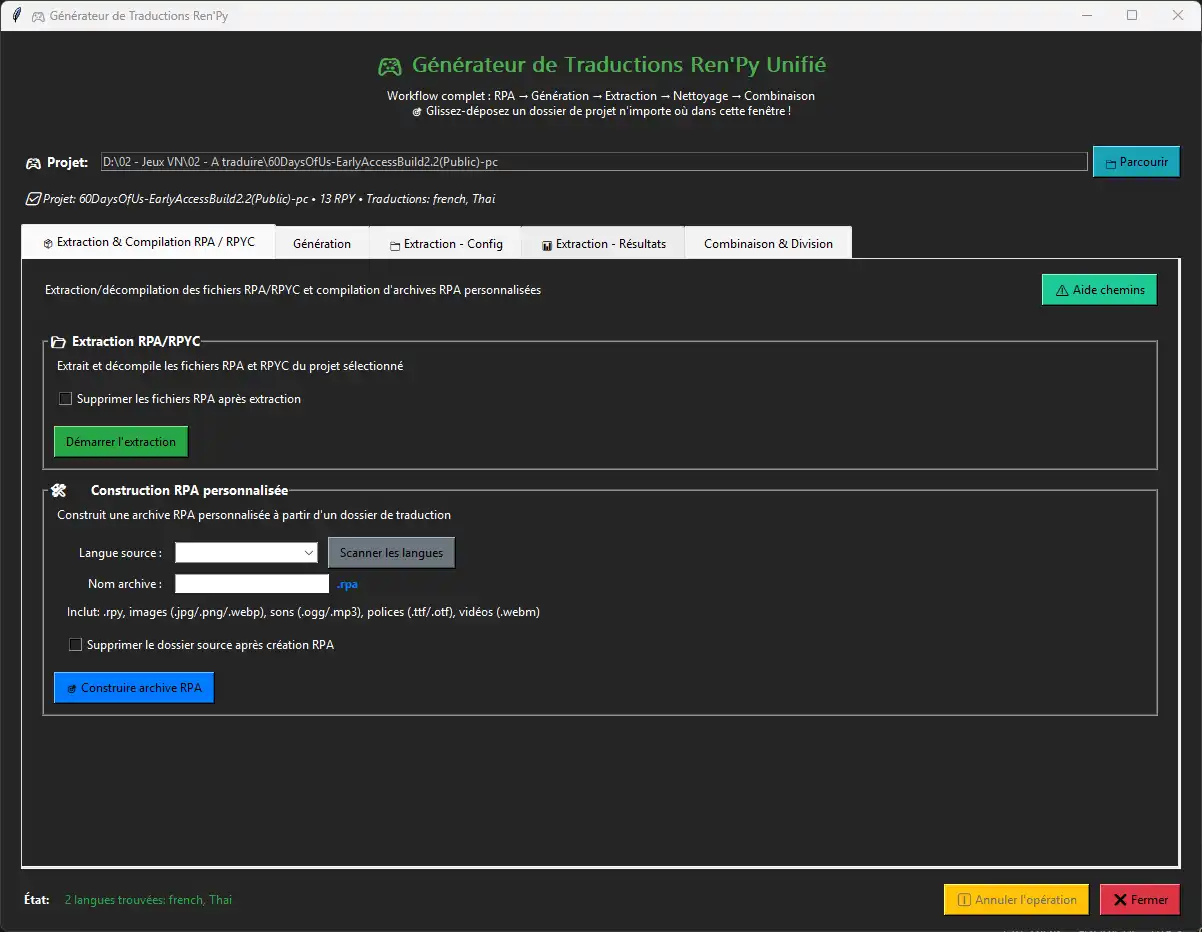 Générateur de Traductions Ren'Py
Générateur de Traductions Ren'Py Unifié
Workflow complet : RPA → Génération → Extraction → Nettoyage → Combinaison
Glissez-déposez un dossier de projet n'importe où dans cette fenêtre !
Projet: D:\02 - Jeux VN\02 - A traduire\60DaysOfUs-EarlyAccessBuild2.2(Public)-pc Parcourir
Projet: 60DaysOfUs-EarlyAccessBuild2.2(Public)-pc • 13 RPY • Traductions: french, Thai
Extraction & Compilation RPA / RPYC Génération Extraction - Config Extraction - Résultats Combinaison & Division
Extraction/décompilation des fichiers RPA/RPYC et compilation d'archives RPA personnalisées Aide chemins
Extraction RPA/RPYC
Extrait et décompile les fichiers RPA et RPYC du projet sélectionné
Supprimer les fichiers RPA après extraction
Démarrer l'extraction
Construction RPA personnalisée
Construit une archive RPA personnalisée à partir d'un dossier de traduction
Langue source : Scanner les langues
Nom archive : .rpa
Inclut: .rpy, images (.jpg/.png/.webp), sons (.ogg/.mp3), polices (.ttf/.otf), vidéos (.webm)
Supprimer le dossier source après création RPA
Construire archive RPA
État: 2 langues trouvées: french, Thai Annuler l'opération Fermer